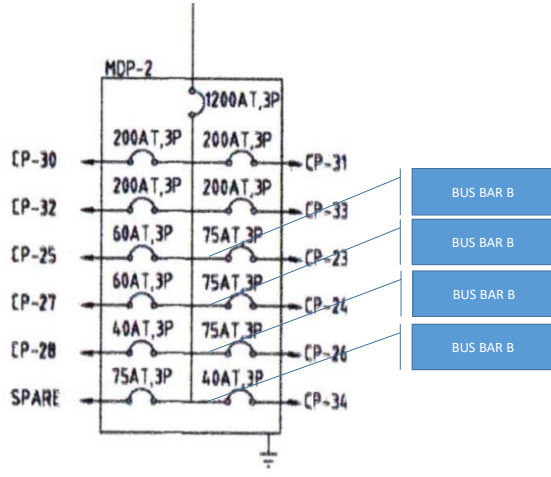 MDP-2
1200AT,3P
200AT,3P 200AT,3P
CP-30 CP-31
200AT,3P 200AT,3P
CP-32 CP-33
60AT,3P 75AT,3P
CP-25 CP-23
60AT,3P 75AT,3P
CP-27 CP-24
40AT,3P 75AT,3P
CP-28 CP-26
75AT,3P 40AT,3P
SPARE CP-34
BUS BAR B
BUS BAR B
BUS BAR B
BUS BAR B